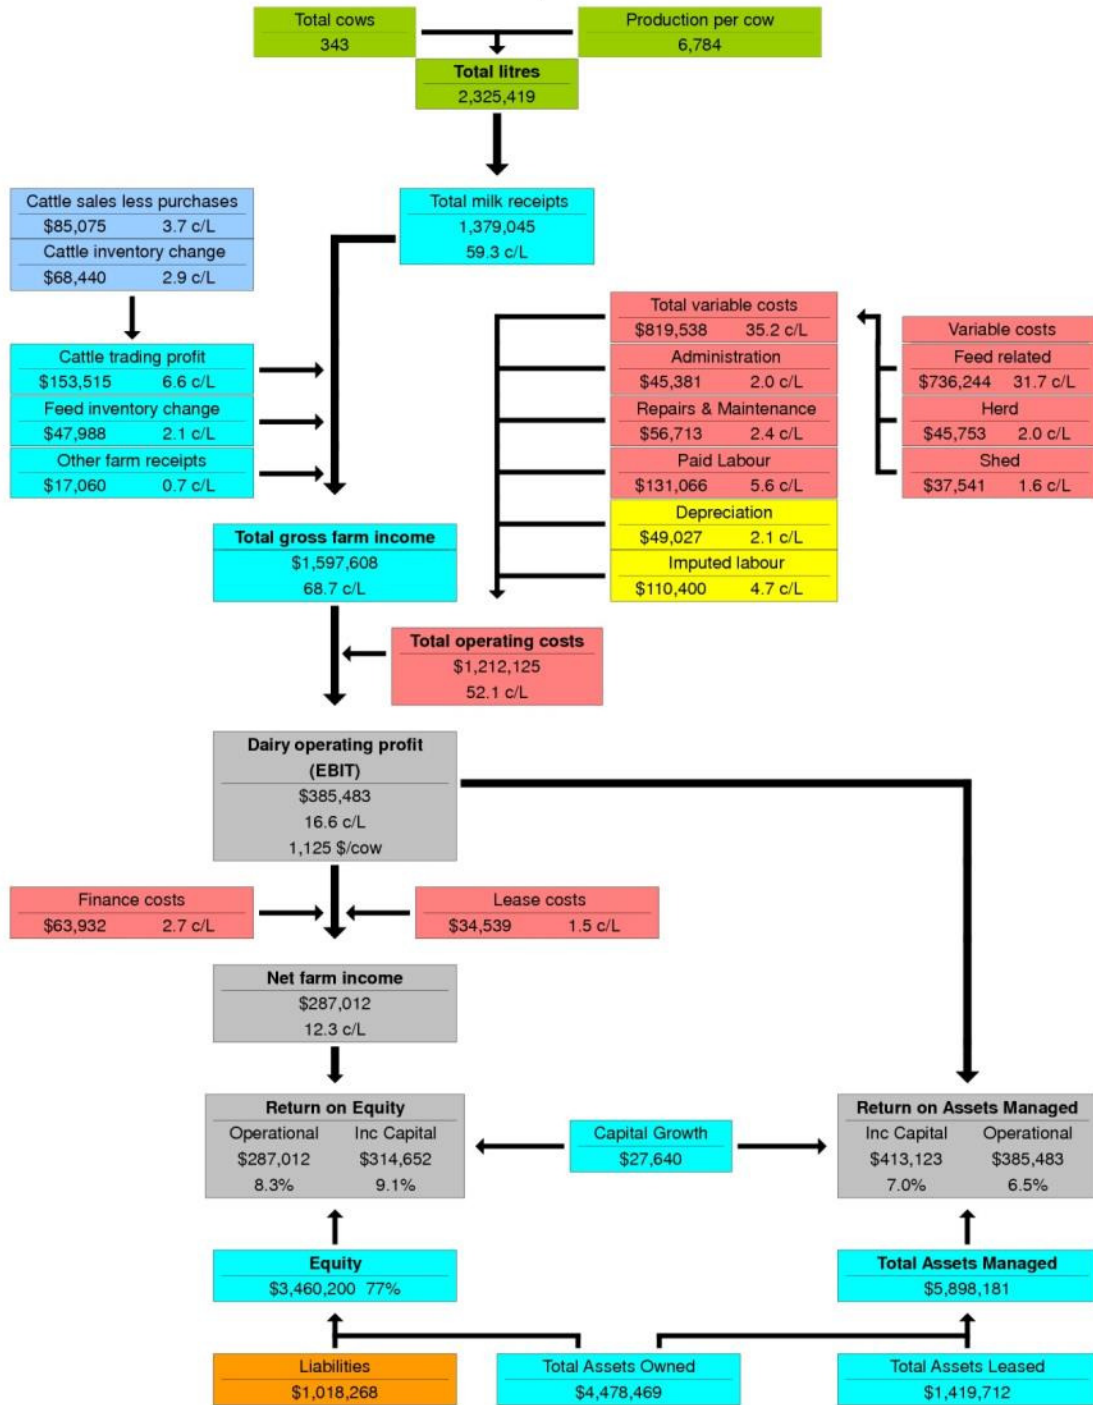 Total cows
343
Production per cow
6,784
Total litres
2,325,419
Cattle sales less purchases
$85,075 3.7 c/L
Cattle inventory change
$68,440 2.9 c/L
Total milk receipts
1,379,045
59.3 c/L
Cattle trading profit
$153,515 6.6 c/L
Feed inventory change
$47,988 2.1 c/L
Other farm receipts
$17,060 0.7 c/L
Total variable costs
$819,538 35.2 c/L
Administration
$45,381 2.0 c/L
Repairs & Maintenance
$56,713 2.4 c/L
Paid Labour
$131,066 5.6 c/L
Depreciation
$49,027 2.1 c/L
Imputed labour
$110,400 4.7 c/L
Variable costs
Feed related
$736,244 31.7 c/L
Herd
$45,753 2.0 c/L
Shed
$37,541 1.6 c/L
Total gross farm income
$1,597,608
68.7 c/L
Total operating costs
$1,212,125
52.1 c/L
Dairy operating profit
(EBIT)
$385,483
16.6 c/L
1,125 $/cow
Finance costs
$63,932 2.7 c/L
Lease costs
$34,539 1.5 c/L
Net farm income
$287,012
12.3 c/L
Return on Equity
Operational Inc Capital
$287,012 $314,652
8.3% 9.1%
Capital Growth
$27,640
Return on Assets Managed
Inc Capital Operational
$413,123 $385,483
7.0% 6.5%
Equity
$3,460,200 77%
Total Assets Managed
$5,898,181
Liabilities
$1,018,268
Total Assets Owned
$4,478,469
Total Assets Leased
$1,419,712